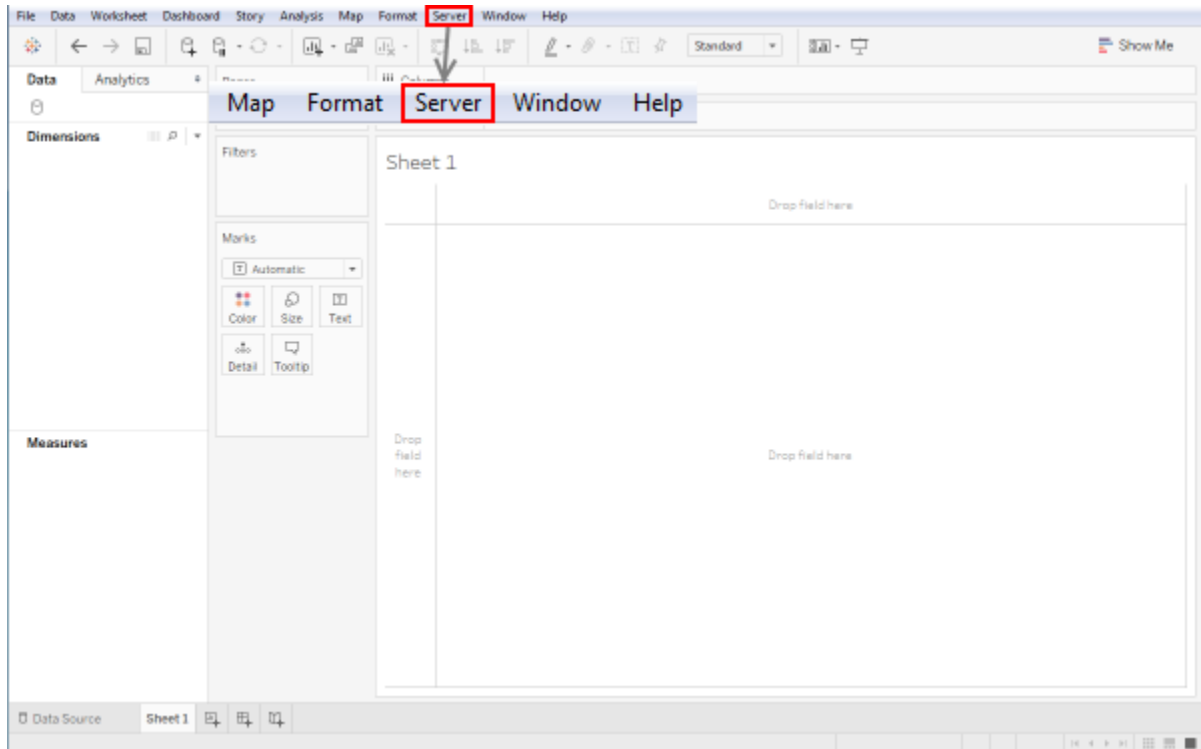 File Data Worksheet Dashboard Story Analysis Map Format Server Window Help
Standard Show Me
Data Analytics
Map Format Server Window Help
Dimensions
Filters
Sheet 1
Drop field here
Marks
Automatic
Color Size Text
Detail Tooltip
Measures
Drop field here
Drop field here
Data Source Sheet 1